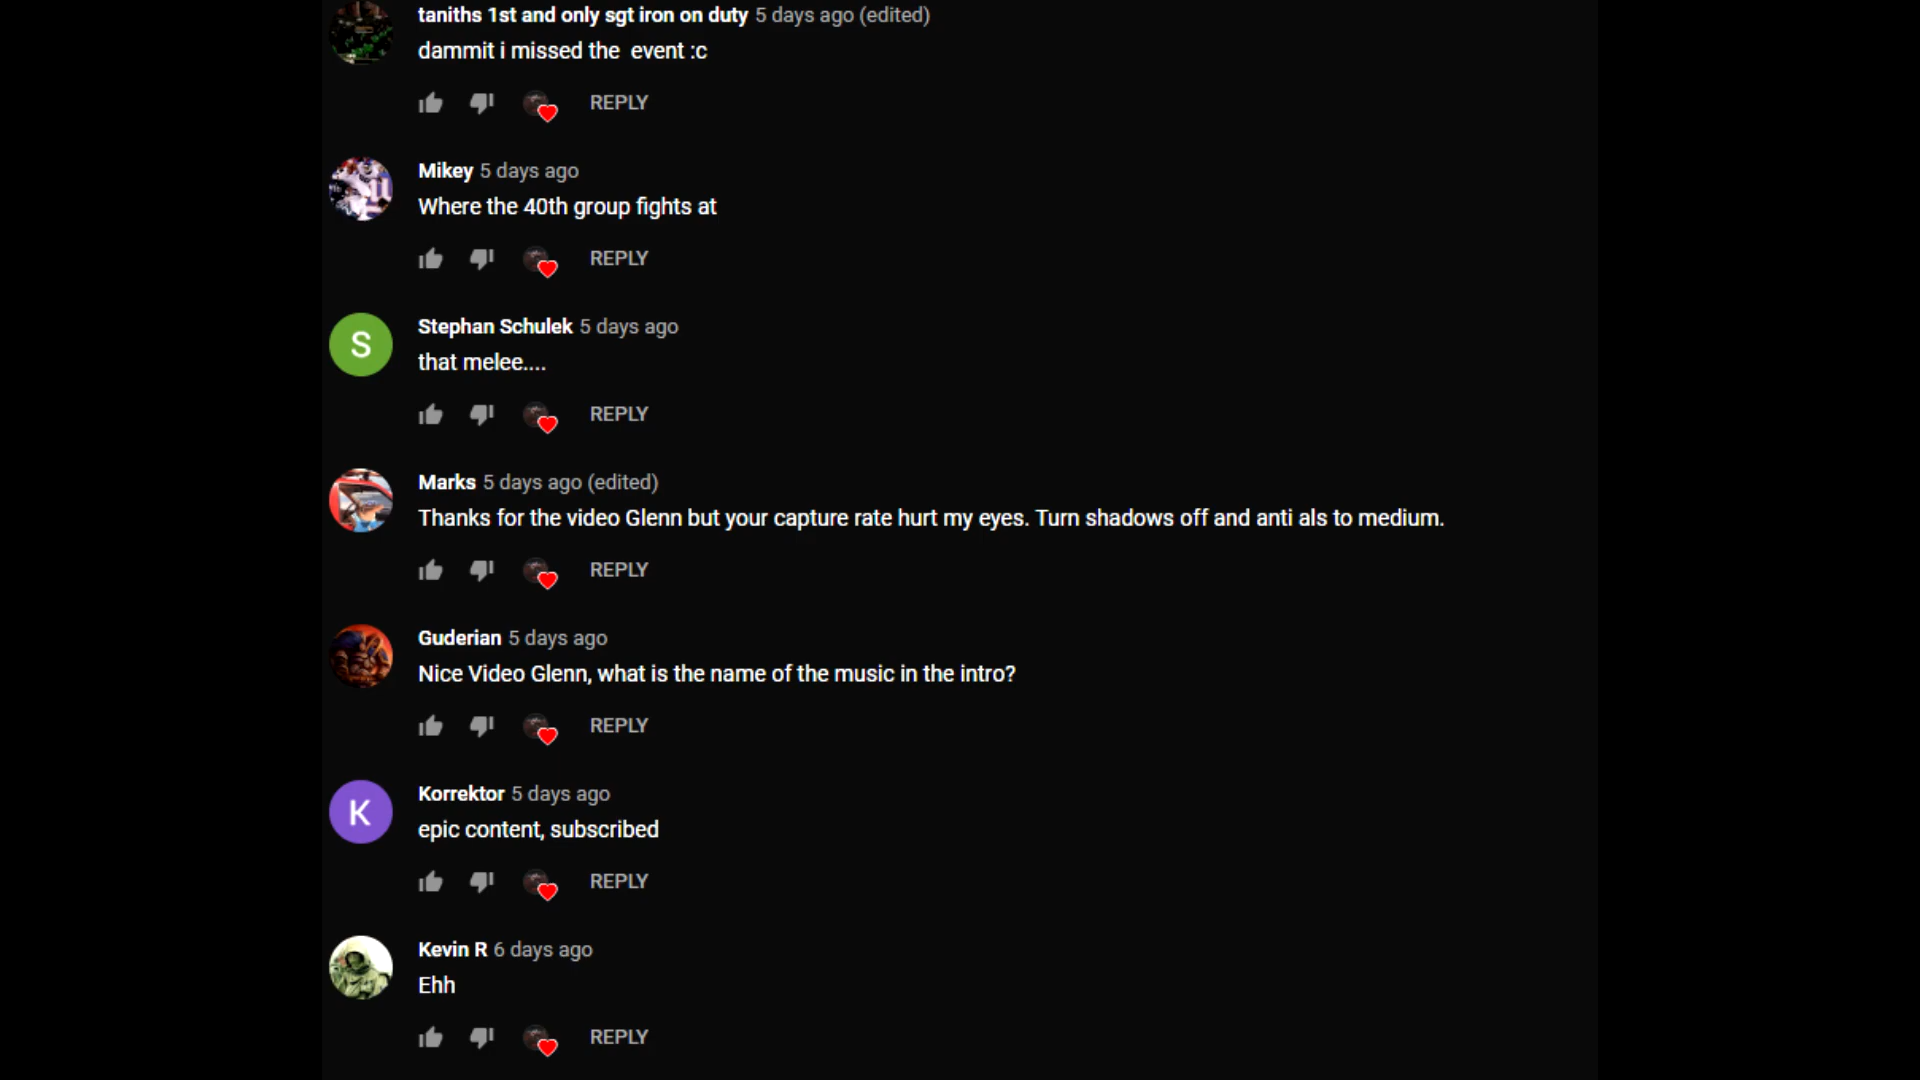 taniths 1st and only sgt iron on duty 5 days ago (edited)
dammit i missed the event :c
REPLY
Mikey 5 days ago
Where the 40th group fights at
REPLY
S
Stephan Schulek 5 days ago
that melee....
REPLY
Marks 5 days ago (edited)
Thanks for the video Glenn but your capture rate hurt my eyes. Turn shadows off and anti als to medium.
REPLY
Guderian 5 days ago
Nice Video Glenn, what is the name of the music in the intro?
REPLY
K
Korrektor 5 days ago
epic content, subscribed
REPLY
Kevin R 6 days ago
Ehh
REPLY